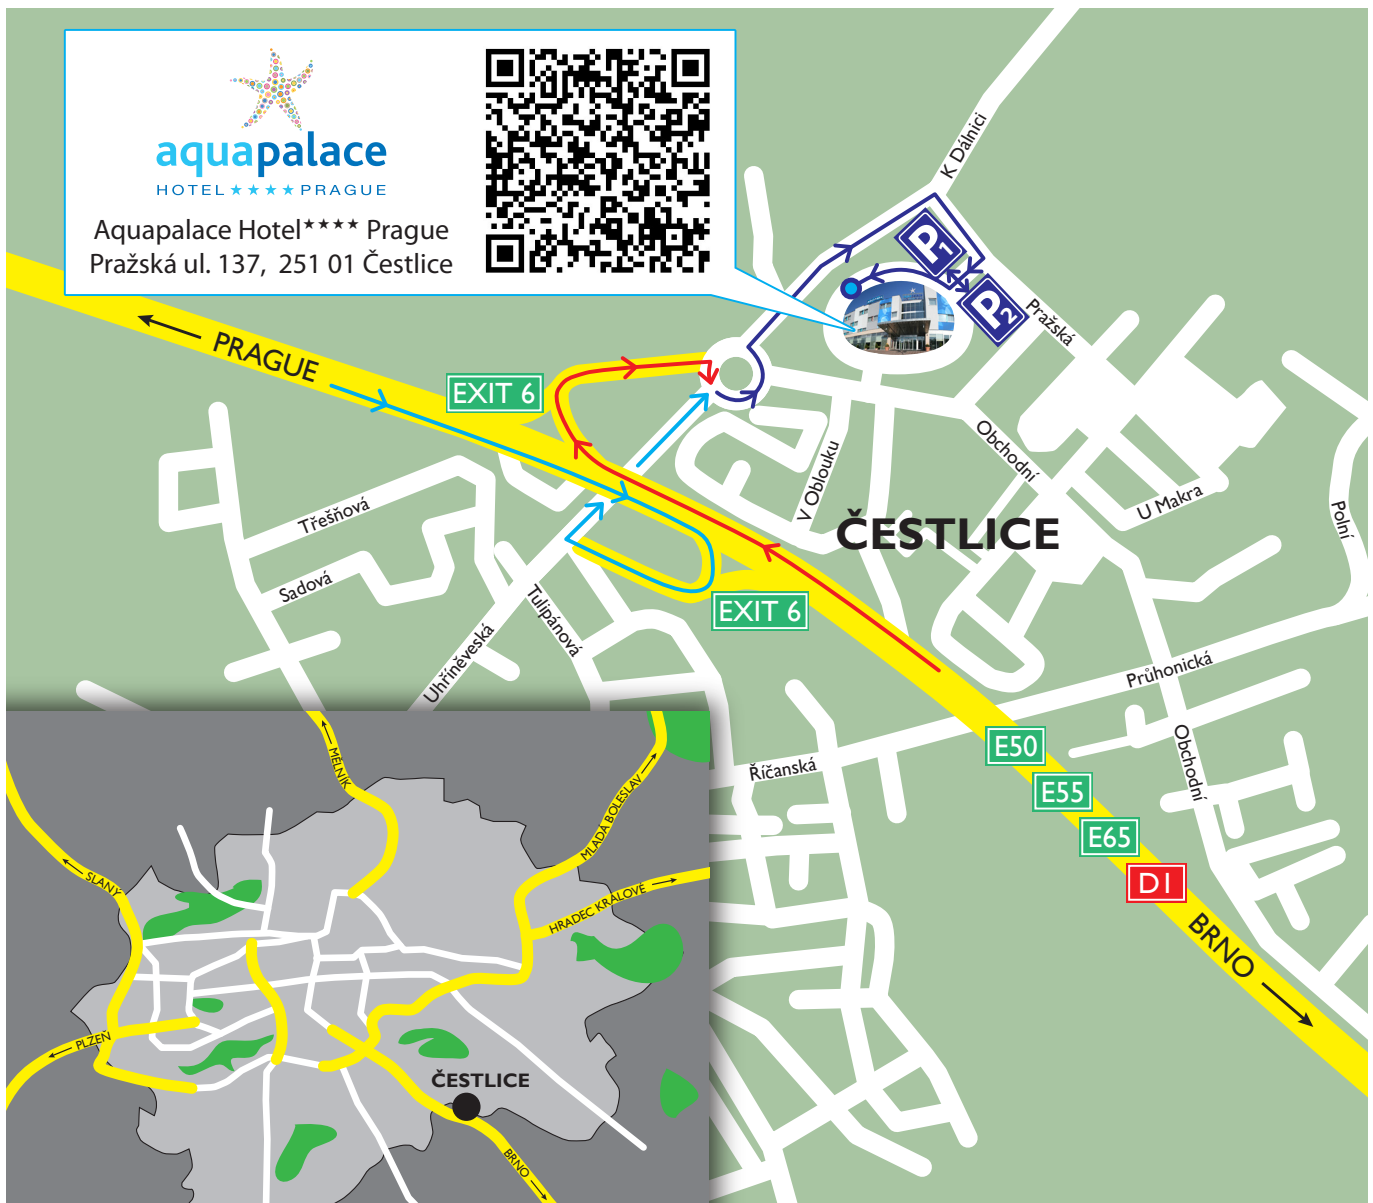 aquapalace
HOTEL ★★★★ PRAGUE
Aquapalace Hotel★★★★ Prague
Pražská ul. 137, 251 01 Čestlice
K Dálnici
P1
P2
Pražská
PRAGUE
EXIT 6
Obchodní
V Oblouku
U Makra
Polní
ČESTLICE
Třešňová
Sadová
Tulipánová
Uhříněveská
EXIT 6
Průhonická
Obchodní
Říčanská
E50
E55
E65
D1
BRNO
MĚLNÍK
MLADÁ BOLESLAV
SLANÝ
HRADEC KRÁLOVÉ
PLZEŇ
ČESTLICE
BRNO